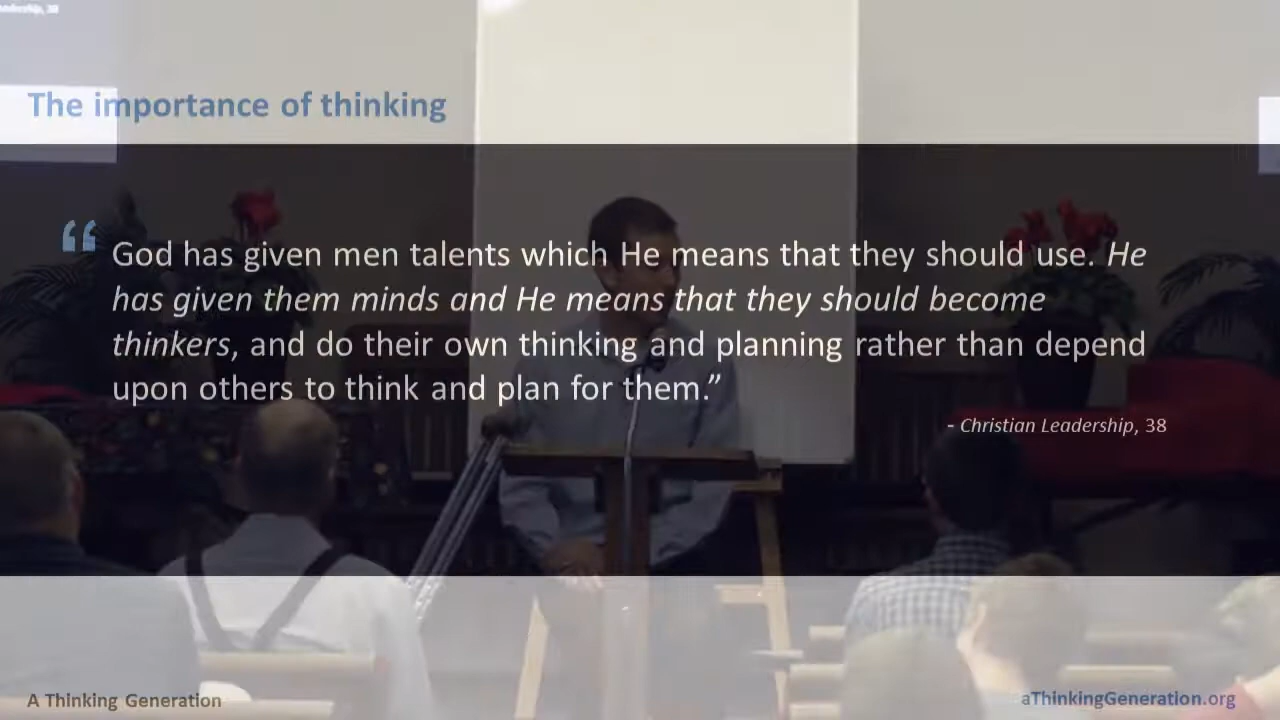 The importance of thinking
“ God has given men talents which He means that they should use. He
has given them minds and He means that they should become
thinkers, and do their own thinking and planning rather than depend
upon others to think and plan for them.”
- Christian Leadership, 38
A Thinking Generation
aThinkingGeneration.org